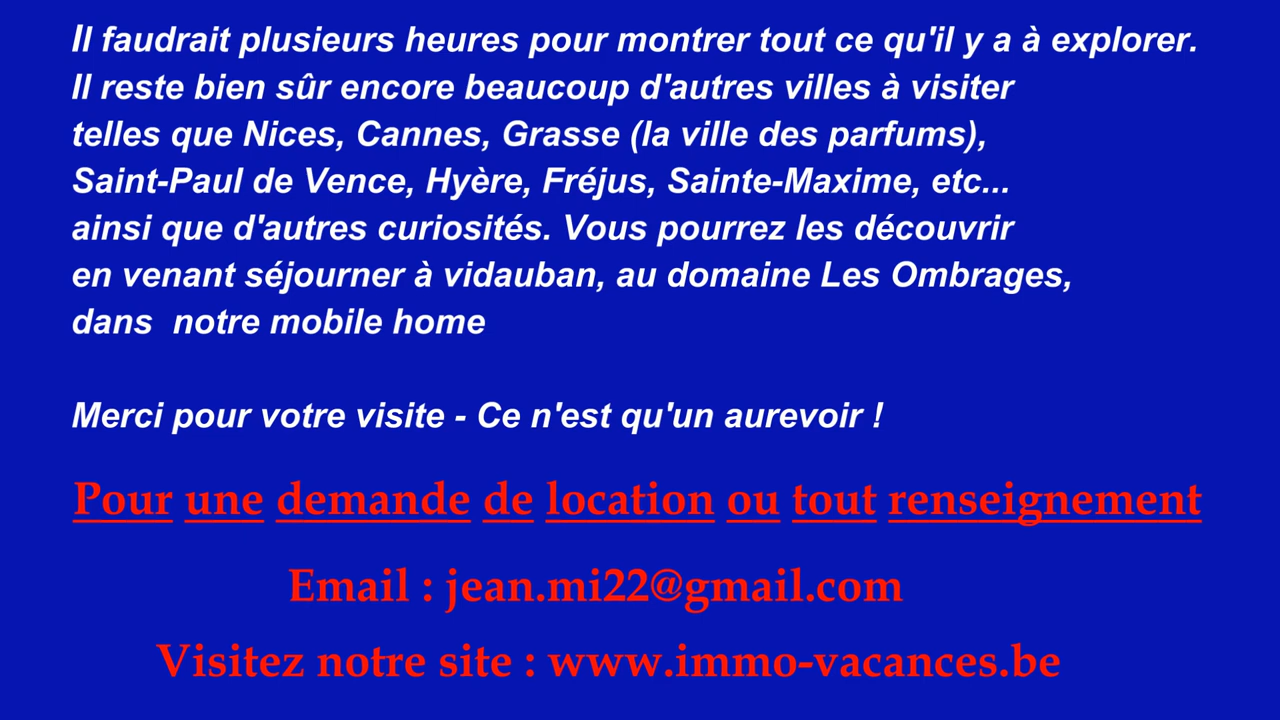 Il faudrait plusieurs heures pour montrer tout ce qu'il y a à explorer.
Il reste bien sûr encore beaucoup d'autres villes à visiter
telles que Nices, Cannes, Grasse (la ville des parfums),
Saint-Paul de Vence, Hyère, Fréjus, Sainte-Maxime, etc...
ainsi que d'autres curiosités. Vous pourrez les découvrir
en venant séjourner à vidauban, au domaine Les Ombrages,
dans  notre mobile home
Merci pour votre visite - Ce n'est qu'un aurevoir !
Pour une demande de location ou tout renseignement
Email : jean.mi22@gmail.com
Visitez notre site : www.immo-vacances.be